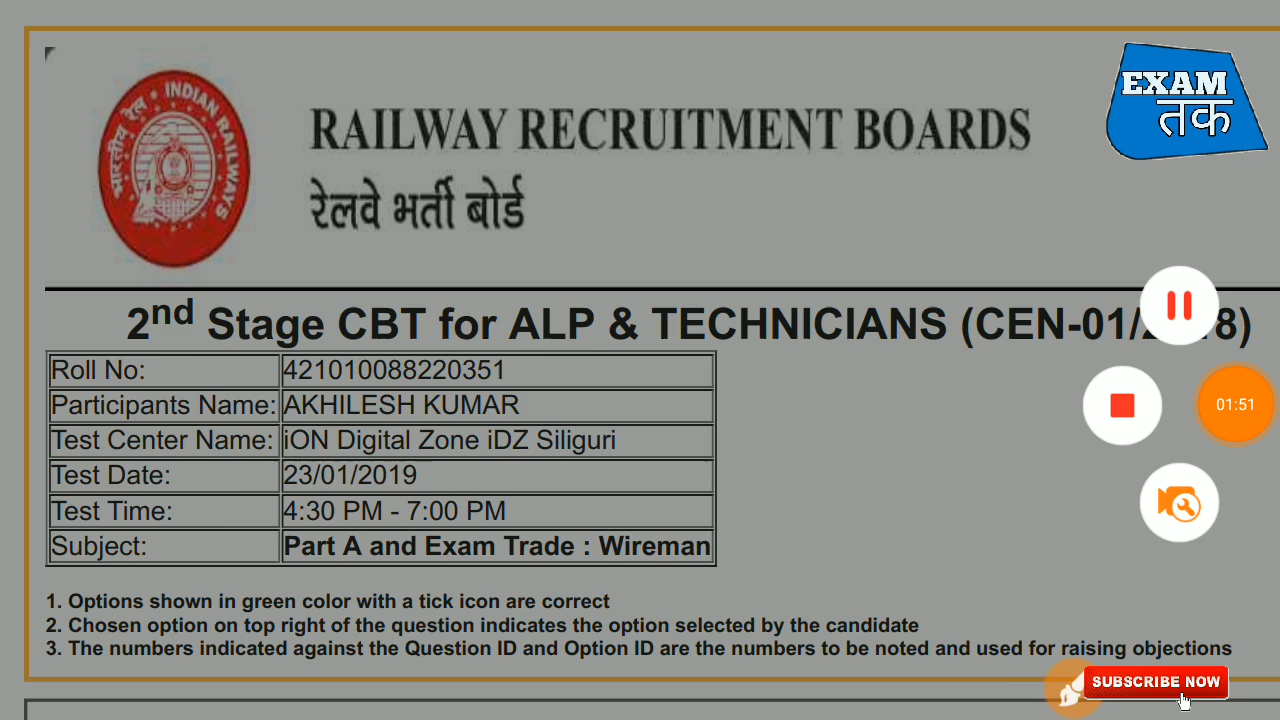 EXAM
तक
भारतीय रेल • INDIAN RAILWAYS
RAILWAY RECRUITMENT BOARDS
रेलवे भर्ती बोर्ड
2nd Stage CBT for ALP & TECHNICIANS (CEN-01/ 8)
Roll No: 421010088220351
Participants Name: AKHILESH KUMAR
Test Center Name: iON Digital Zone iDZ Siliguri
Test Date: 23/01/2019
Test Time: 4:30 PM - 7:00 PM
Subject: Part A and Exam Trade : Wireman
01:51
1. Options shown in green color with a tick icon are correct
2. Chosen option on top right of the question indicates the option selected by the candidate
3. The numbers indicated against the Question ID and Option ID are the numbers to be noted and used for raising objections
SUBSCRIBE NOW